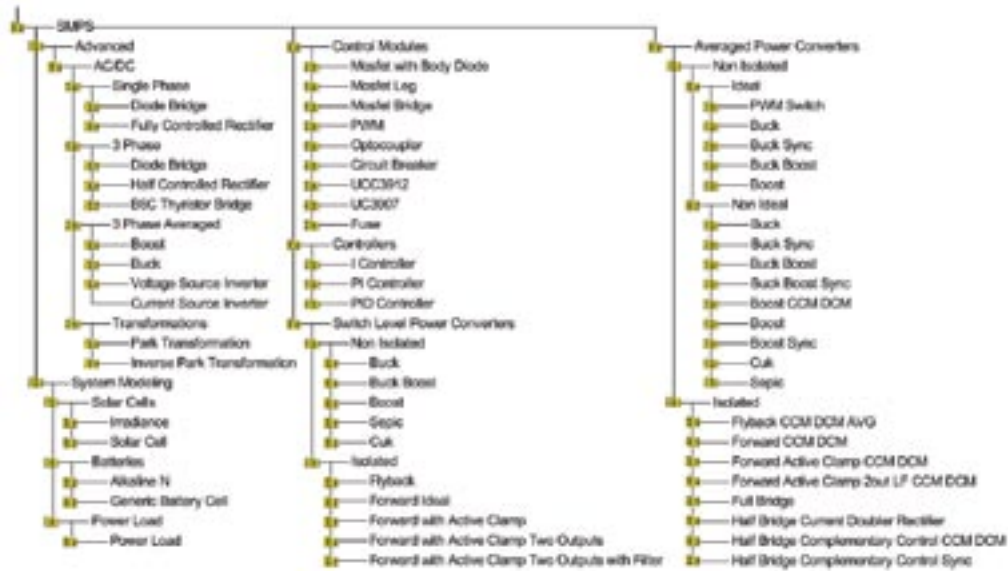 SMPS
Advanced
AC/DC
Single Phase
Diode Bridge
Fully Controlled Rectifier
3 Phase
Diode Bridge
Half Controlled Rectifier
BSC Thyristor Bridge
3 Phase Averaged
Boost
Buck
Voltage Source Inverter
Current Source Inverter
Transformations
Park Transformation
Inverse Park Transformation
System Modeling
Solar Cells
Irradiance
Solar Cell
Batteries
Alkaline N
Generic Battery Cell
Power Load
Power Load
Control Modules
Mosfet with Body Diode
Mosfet Leg
Mosfet Bridge
PWM
Optocoupler
Circuit Breaker
UCC3912
UC3907
Fuse
Controllers
I Controller
PI Controller
PID Controller
Switch Level Power Converters
Non Isolated
Buck
Buck Boost
Boost
Sepic
Cuk
Isolated
Flyback
Forward Ideal
Forward with Active Clamp
Forward with Active Clamp Two Outputs
Forward with Active Clamp Two Outputs with Filter
Averaged Power Converters
Non Isolated
Ideal
PWM Switch
Buck
Buck Sync
Buck Boost
Boost
Non Ideal
Buck
Buck Sync
Buck Boost
Buck Boost Sync
Boost CCM DCM
Boost
Boost Sync
Cuk
Sepic
Isolated
Flyback CCM DCM AVG
Forward CCM DCM
Forward Active Clamp CCM DCM
Forward Active Clamp 2out LF CCM DCM
Full Bridge
Half Bridge Current Doubler Rectifier
Half Bridge Complementary Control CCM DCM
Half Bridge Complementary Control Sync